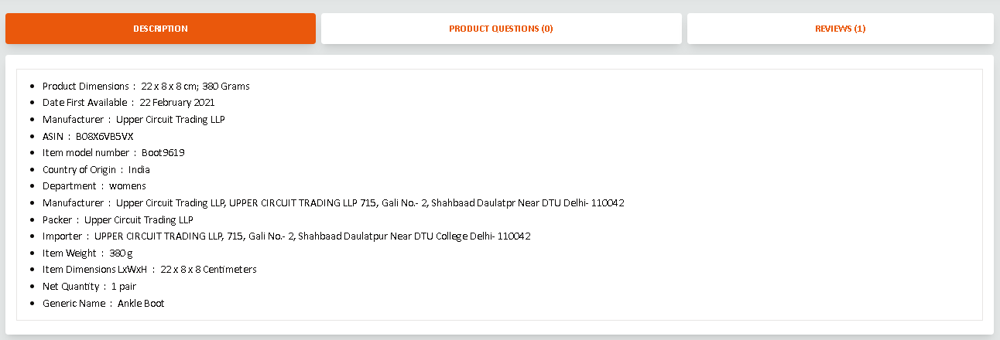 DESCRIPTION
PRODUCT QUESTIONS (0)
REVIEWS (1)
Product Dimensions : 22 x 8 x 8 cm; 380 Grams
Date First Available : 22 February 2021
Manufacturer : Upper Circuit Trading LLP
ASIN : B08X6VB5VX
Item model number : Boot9619
Country of Origin : India
Department : womens
Manufacturer : Upper Circuit Trading LLP, UPPER CIRCUIT TRADING LLP 715, Gali No.- 2, Shahbaad Daulatpr Near DTU Delhi- 110042
Packer : Upper Circuit Trading LLP
Importer : UPPER CIRCUIT TRADING LLP, 715, Gali No.- 2, Shahbaad Daulatpur Near DTU College Delhi- 110042
Item Weight : 380 g
Item Dimensions LxWxH : 22 x 8 x 8 Centimeters
Net Quantity : 1 pair
Generic Name : Ankle Boot